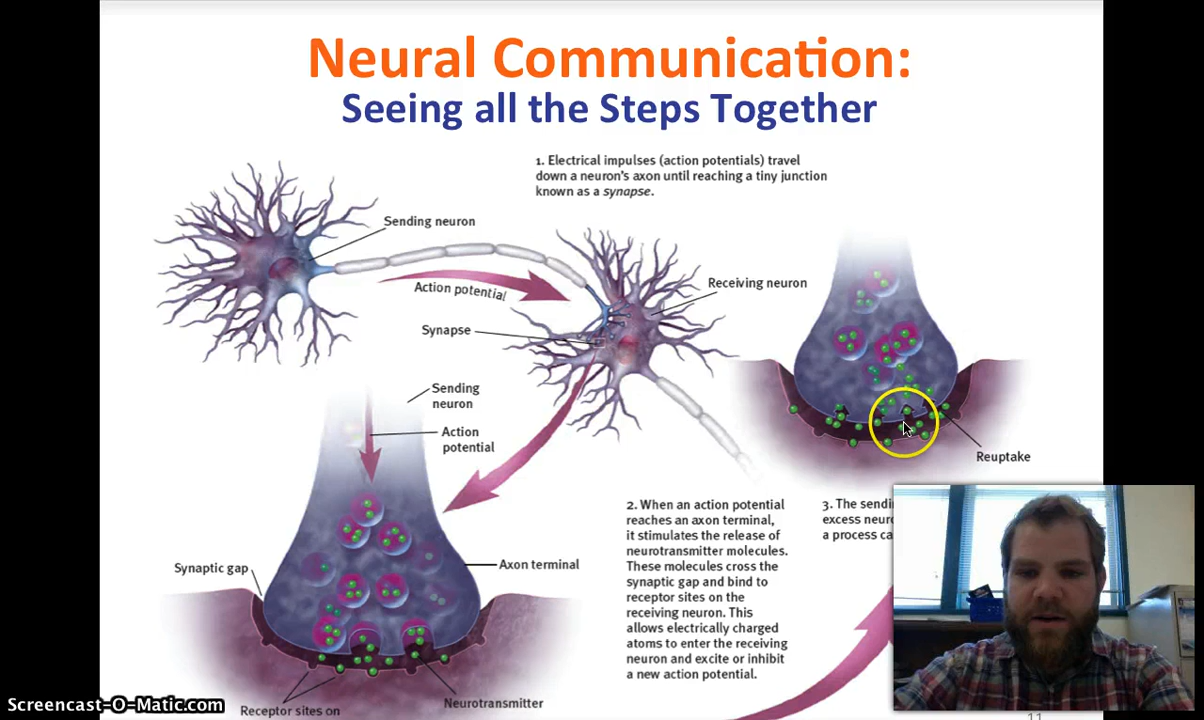 Neural Communication:
Seeing all the Steps Together
1. Electrical impulses (action potentials) travel
down a neuron's axon until reaching a tiny junction
known as a synapse.
Sending neuron
Action potential
Receiving neuron
Synapse
Sending
neuron
Action
potential
Reuptake
Synaptic gap
Axon terminal
2. When an action potential
reaches an axon terminal,
it stimulates the release of
neurotransmitter molecules.
These molecules cross the
synaptic gap and bind to
receptor sites on the
receiving neuron. This
allows electrically charged
atoms to enter the receiving
neuron and excite or inhibit
a new action potential.
3. The
excess
a process
Neurotransmitter
Receptor sites on
Screencast-O-Matic.com
11